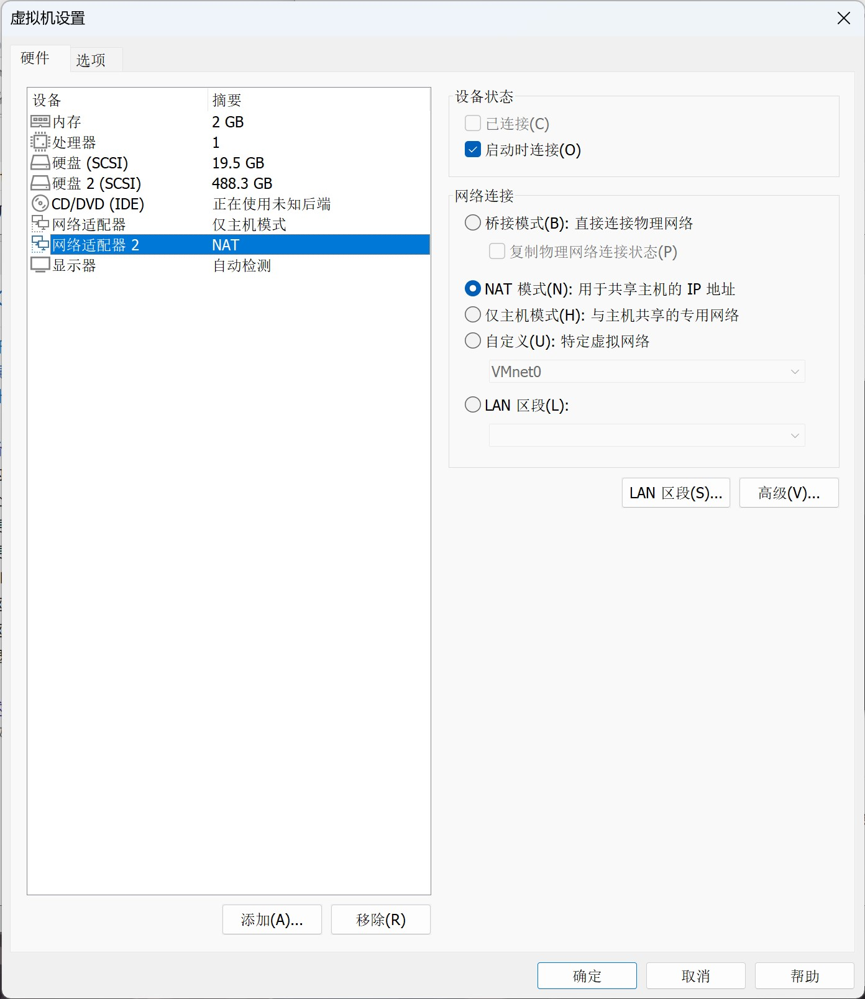 虚拟机设置
硬件
选项
设备 摘要
内存 2 GB
处理器 1
硬盘 (SCSI) 19.5 GB
硬盘 2 (SCSI) 488.3 GB
CD/DVD (IDE) 正在使用未知后端
网络适配器 仅主机模式
网络适配器 2 NAT
显示器 自动检测
添加(A)...
移除(R)
设备状态
已连接(C)
启动时连接(O)
网络连接
桥接模式(B): 直接连接物理网络
复制物理网络连接状态(P)
NAT 模式(N): 用于共享主机的 IP 地址
仅主机模式(H): 与主机共享的专用网络
自定义(U): 特定虚拟网络
VMnet0
LAN 区段(L):
LAN 区段(S)...
高级(V)...
确定
取消
帮助